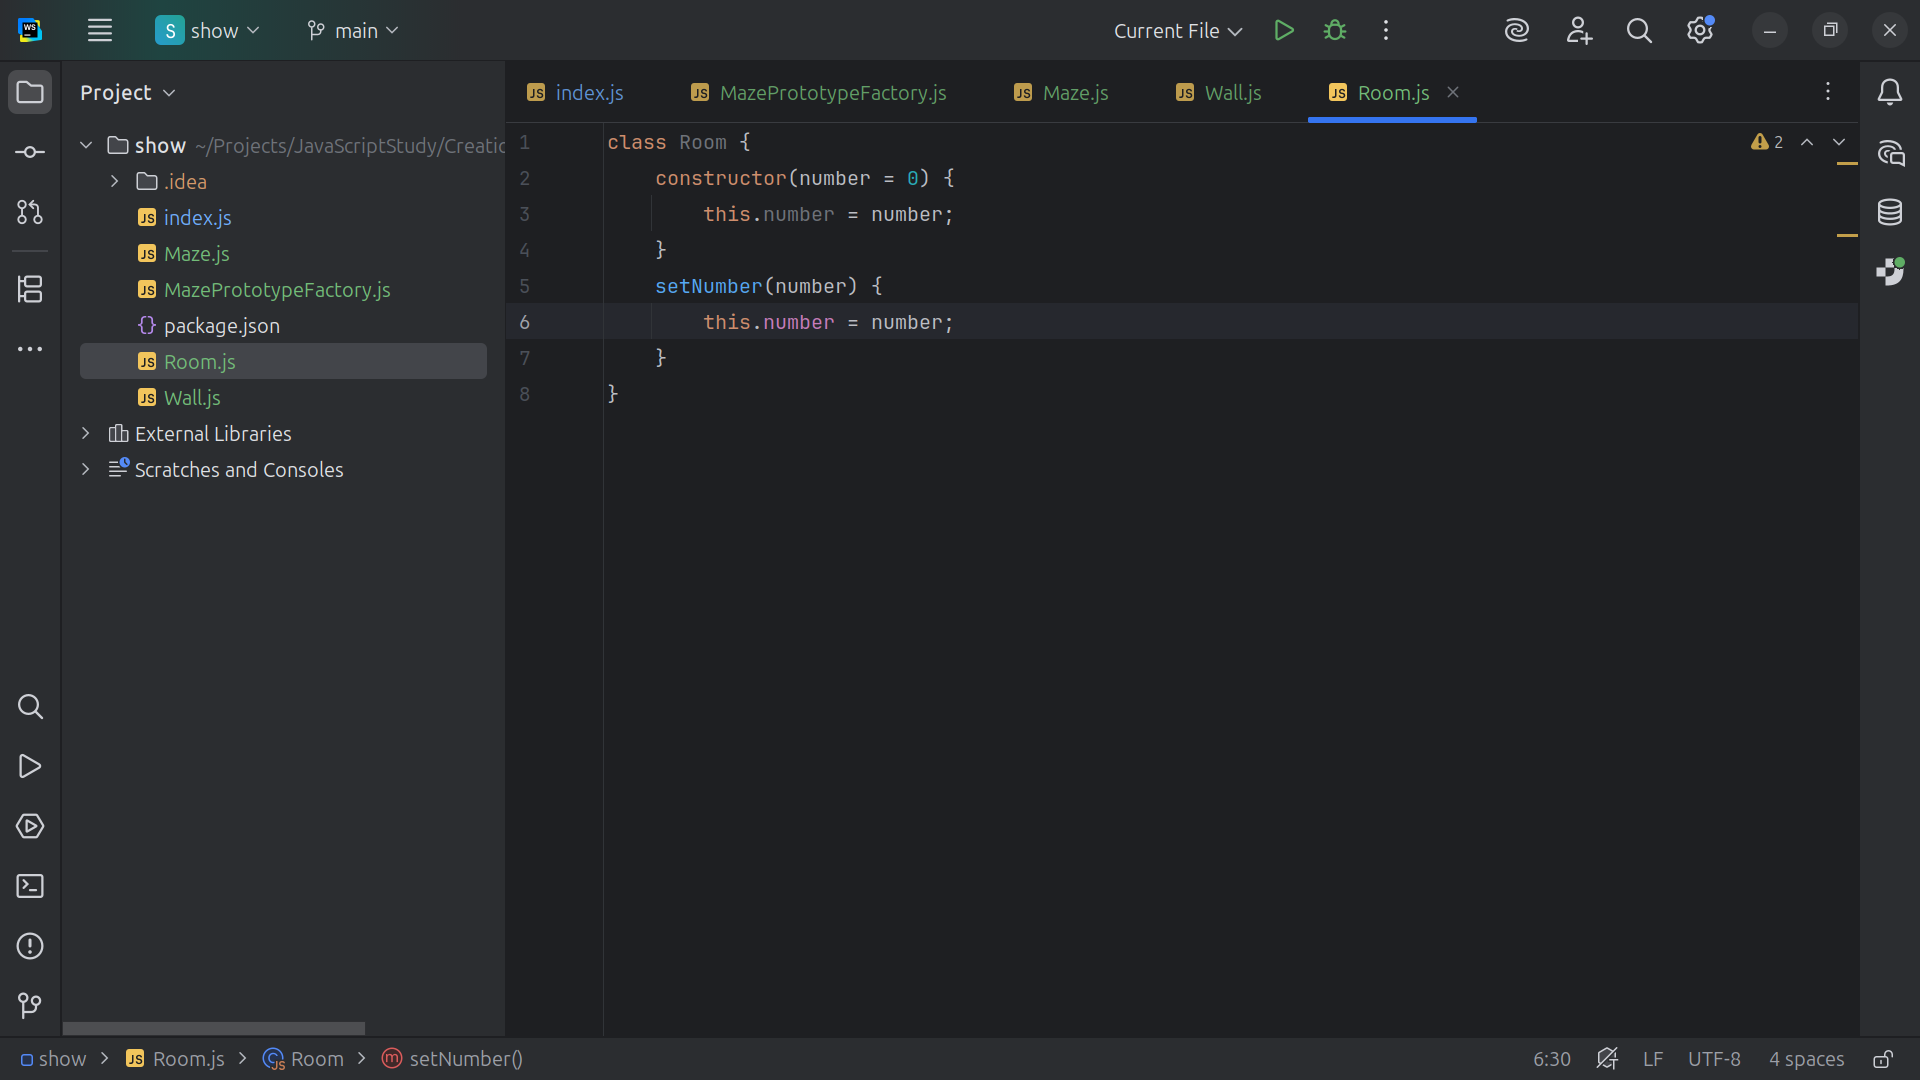 WS
S show
main
Current File
Project
index.js
MazePrototypeFactory.js
Maze.js
Wall.js
Room.js
show ~/Projects/JavaScriptStudy/Creatio
.idea
index.js
Maze.js
MazePrototypeFactory.js
package.json
Room.js
Wall.js
External Libraries
Scratches and Consoles
2
1 class Room {
2     constructor(number = 0) {
3         this.number = number;
4     }
5     setNumber(number) {
6         this.number = number;
7     }
8 }
show
Room.js
Room
setNumber()
6:30
LF
UTF-8
4 spaces